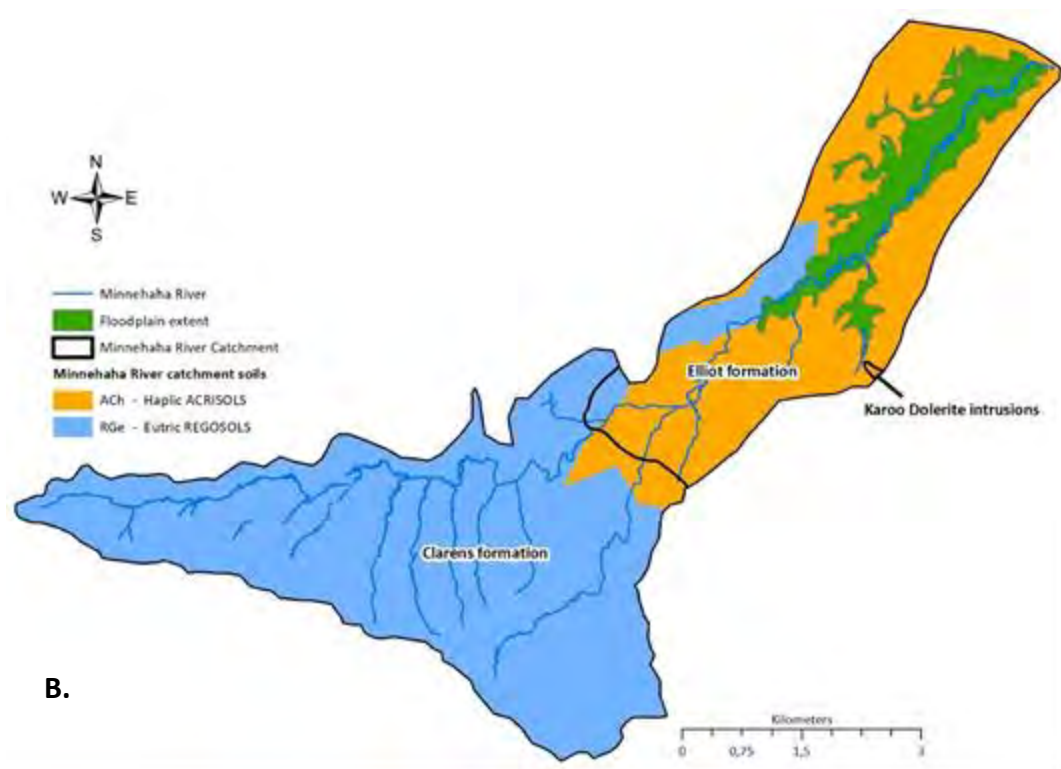 N
W E
S
Minnehaha River
Floodplain extent
Minnehaha River Catchment
Minnehaha River catchment soils
ACh - Haplic ACRISOLS
RGe - Eutric REGOSOLS
Elliot formation
Karoo Dolerite intrusions
Clarens formation
B.
Kilometers
0 0,75 1,5 3